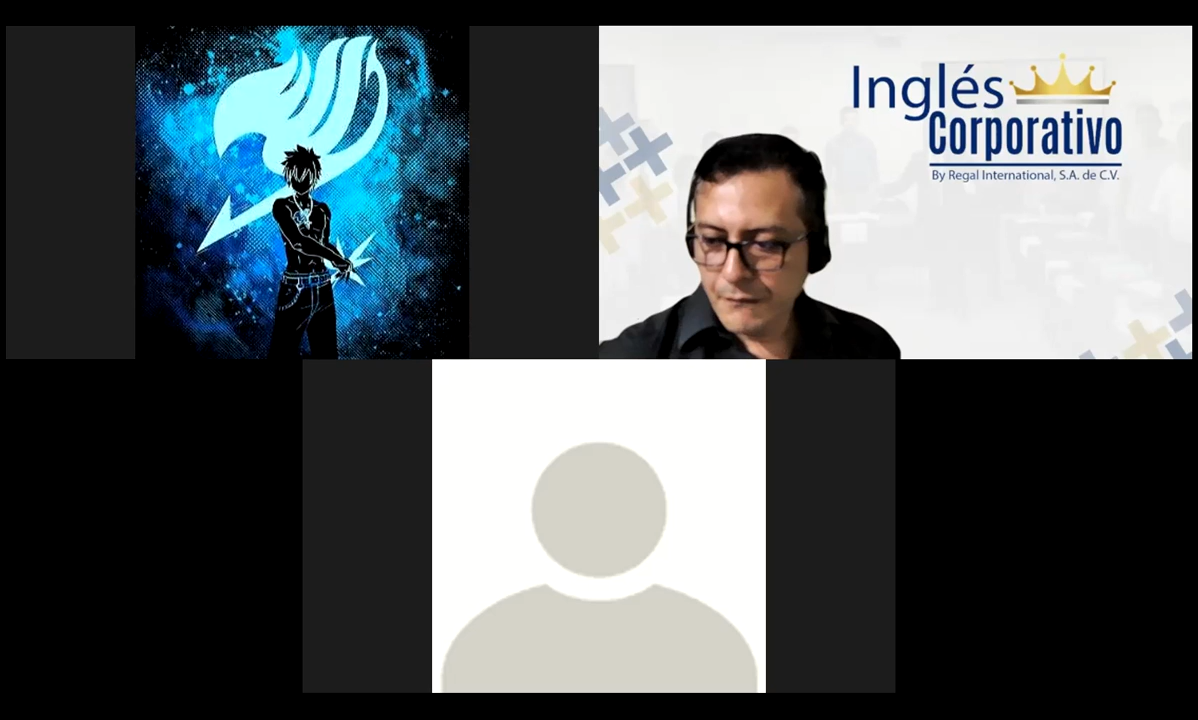 Inglés
Corporativo
By Regal International, S.A. de C.V.